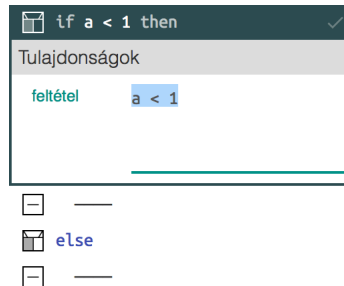 if a < 1 then
Tulajdonságok
feltétel a < 1
else